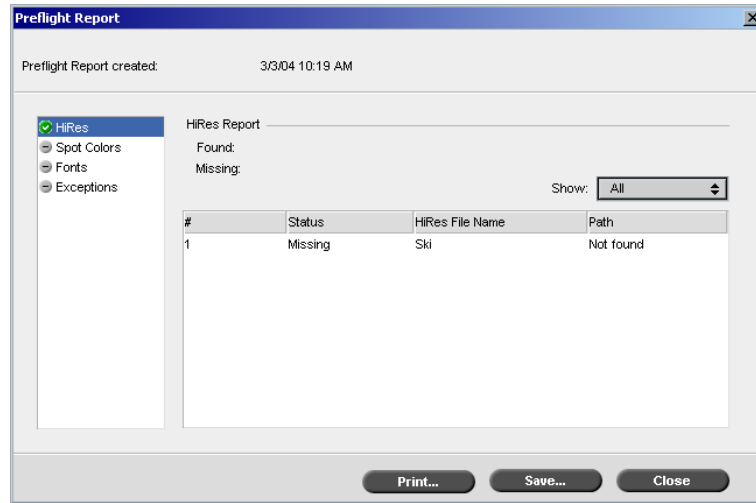 Preflight Report
Preflight Report created: 3/3/04 10:19 AM
HiRes
Spot Colors
Fonts
Exceptions
HiRes Report
Found:
Missing:
Show: All
# Status HiRes File Name Path
1 Missing Ski Not found
Print... Save... Close